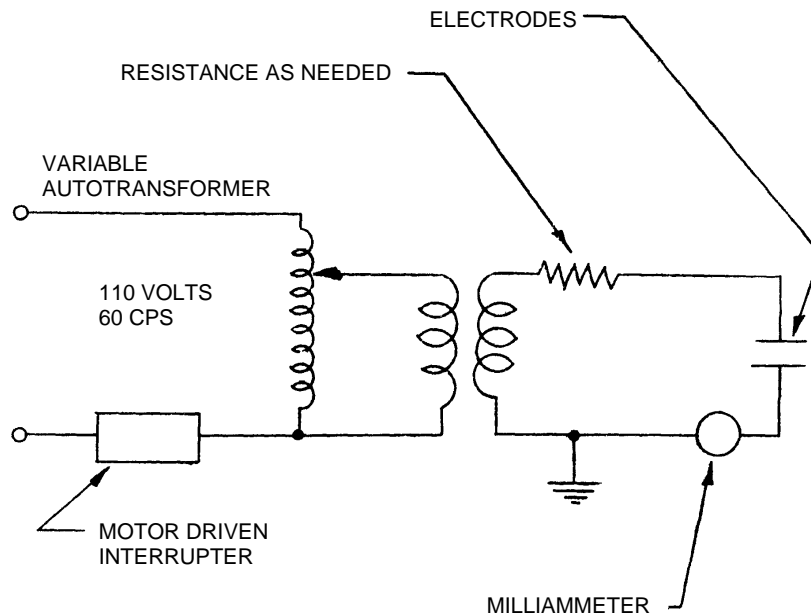 ELECTRODES
RESISTANCE AS NEEDED
VARIABLE
AUTOTRANSFORMER
110 VOLTS
60 CPS
MOTOR DRIVEN
INTERRUPTER
MILLIAMMETER